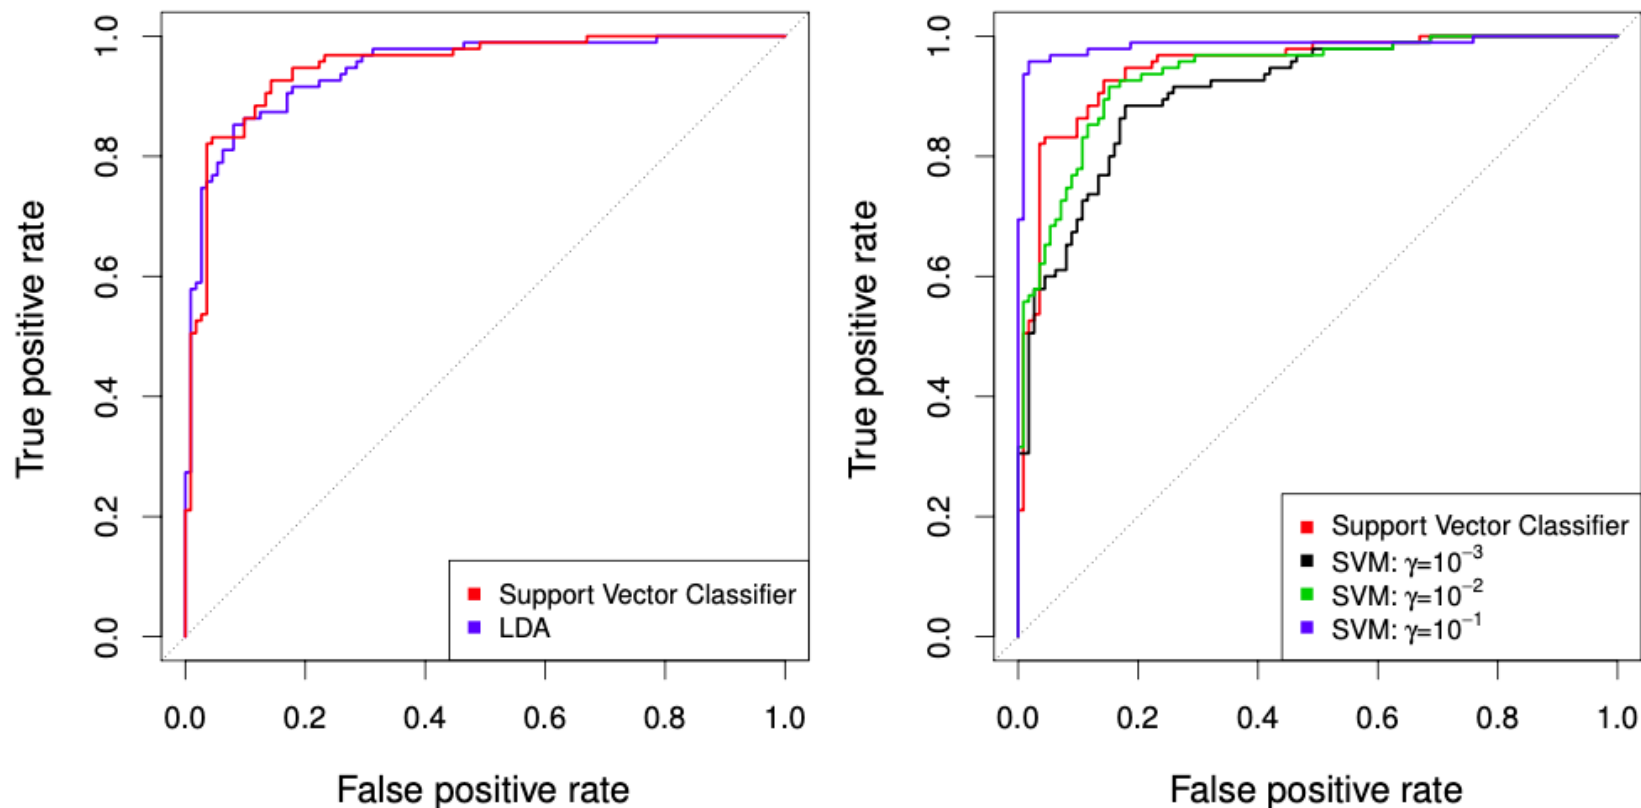 True positive rate
1.0
0.8
0.6
0.4
0.2
0.0
Support Vector Classifier
LDA
0.0 0.2 0.4 0.6 0.8 1.0
False positive rate
True positive rate
1.0
0.8
0.6
0.4
0.2
0.0
Support Vector Classifier
SVM: γ=10⁻³
SVM: γ=10⁻²
SVM: γ=10⁻¹
0.0 0.2 0.4 0.6 0.8 1.0
False positive rate